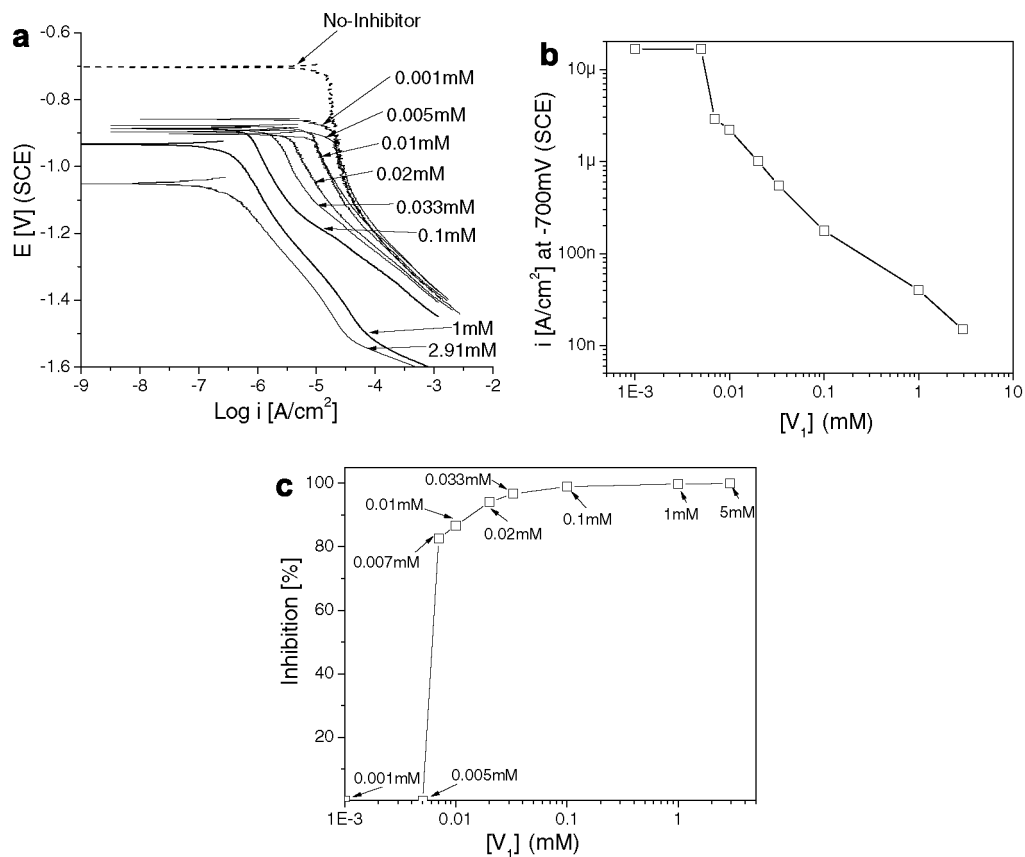 a
No-Inhibitor
-0.6
-0.8
-1.0
-1.2
-1.4
-1.6
E [V] (SCE)
0.001mM
0.005mM
0.01mM
0.02mM
0.033mM
0.1mM
1mM
2.91mM
-9 -8 -7 -6 -5 -4 -3 -2
Log i [A/cm²]
b
10µ
1µ
100n
10n
i [A/cm²] at -700mV (SCE)
1E-3 0.01 0.1 1 10
[V₁] (mM)
c
100
80
60
40
20
Inhibition [%]
0.033mM
0.01mM
0.007mM
0.02mM
0.1mM
1mM
5mM
0.001mM
0.005mM
1E-3 0.01 0.1 1
[V₁] (mM)